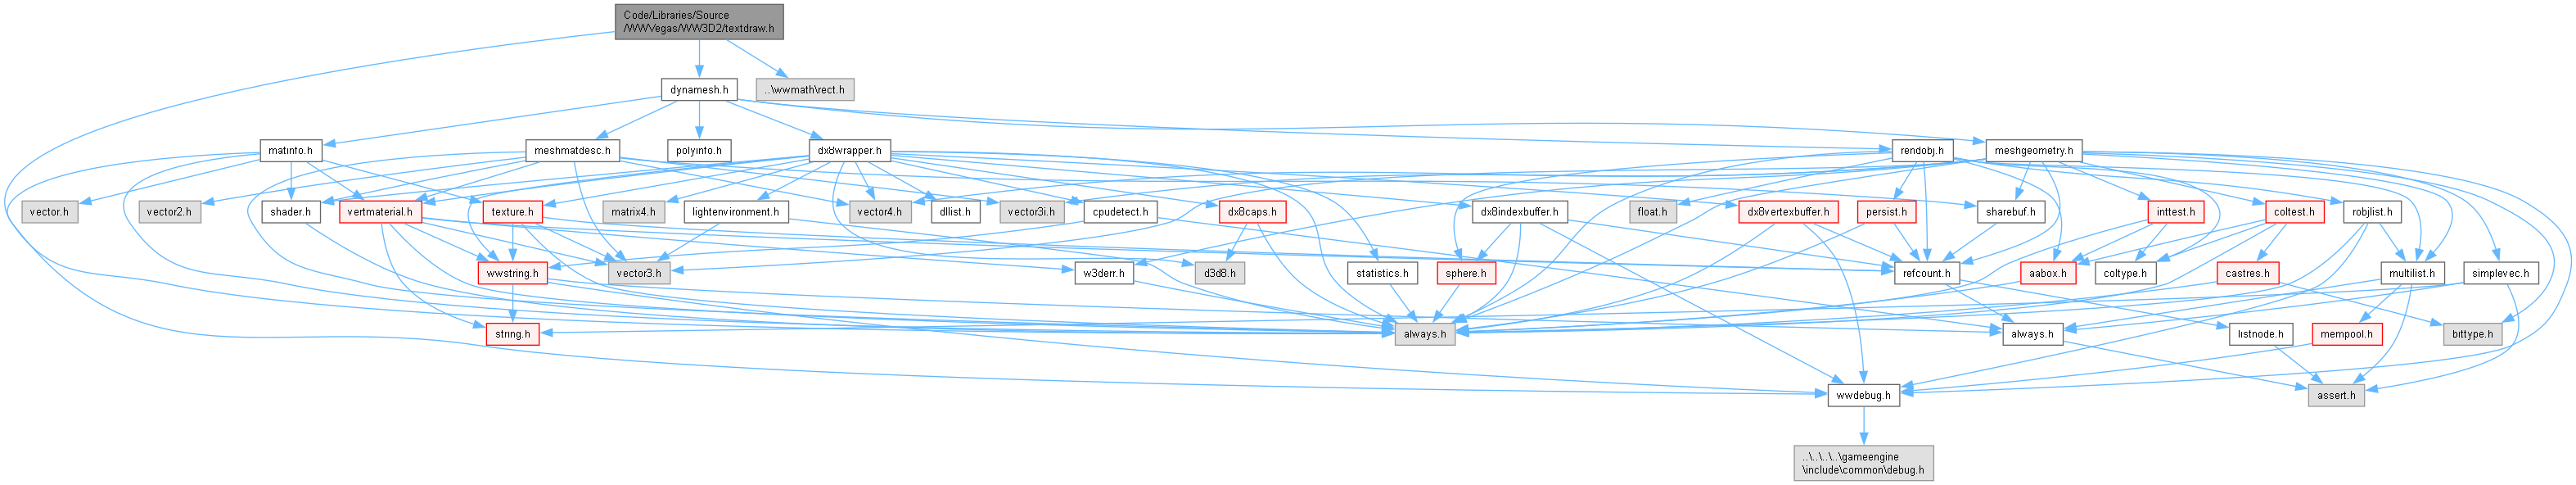 Code/Libraries/Source
/WWVegas/WW3D2/textdraw.h
dynamesh.h
..\wwmath\rect.h
matinfo.h
meshmatdesc.h
polyinfo.h
dx8wrapper.h
rendobj.h
meshgeometry.h
vector.h
vector2.h
shader.h
vertmaterial.h
texture.h
matrix4.h
lightenvironment.h
vector4.h
dllist.h
vector3i.h
cpudetect.h
dx8caps.h
dx8indexbuffer.h
float.h
dx8vertexbuffer.h
persist.h
sharebuf.h
inttest.h
coltest.h
robjlist.h
wwstring.h
vector3.h
w3derr.h
d3d8.h
statistics.h
sphere.h
refcount.h
aabox.h
coltype.h
castres.h
multilist.h
simplevec.h
string.h
always.h
always.h
listnode.h
mempool.h
bittype.h
wwdebug.h
assert.h
..\..\..\..\gameengine
\include\common\debug.h